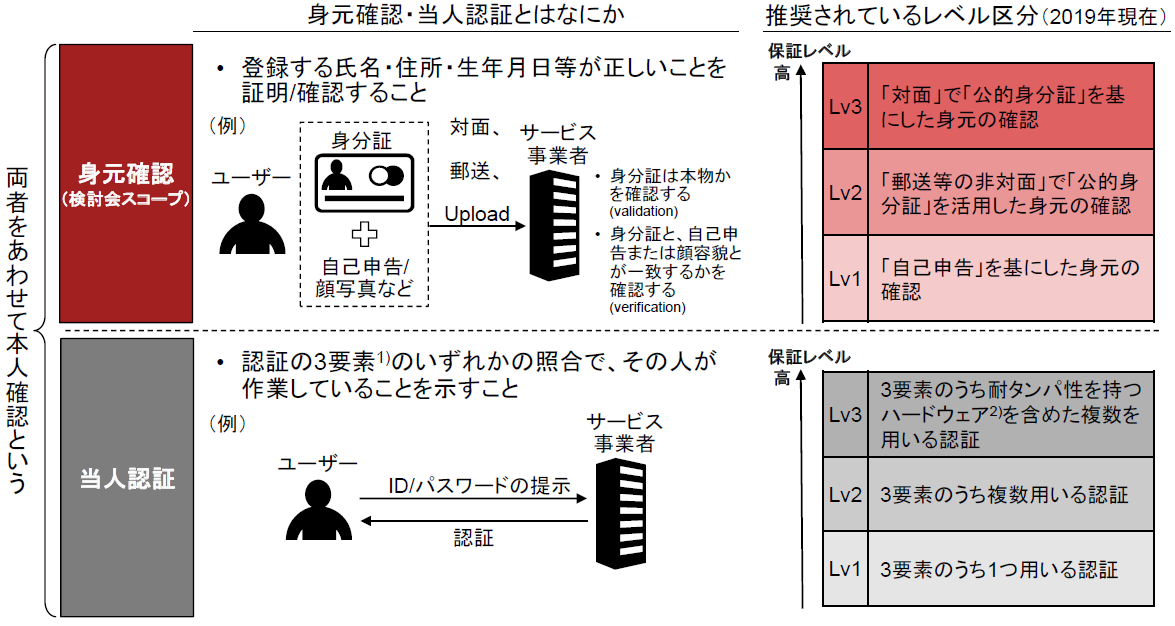 身元確認・当人認証とはなにか
推奨されているレベル区分(2019年現在)
両者をあわせて本人確認という
身元確認
(検討会スコープ)
• 登録する氏名・住所・生年月日等が正しいことを
証明/確認すること
(例)
ユーザー
身分証
自己申告/
顔写真など
対面、
郵送、
Upload
サービス
事業者
• 身分証は本物か
を確認する
(validation)
• 身分証と、自己申
告または顔容貌と
が一致するかを
確認する
(verification)
保証レベル
高
Lv3
「対面」で「公的身分証」を基
にした身元の確認
Lv2
「郵送等の非対面」で「公的身
分証」を活用した身元の確認
Lv1
「自己申告」を基にした身元の
確認
当人認証
• 認証の3要素1)のいずれかの照合で、その人が
作業していることを示すこと
(例)
ユーザー
ID/パスワードの提示
認証
サービス
事業者
保証レベル
高
Lv3
3要素のうち耐タンパ性を持つ
ハードウェア2)を含めた複数を
用いる認証
Lv2
3要素のうち複数用いる認証
Lv1
3要素のうち1つ用いる認証